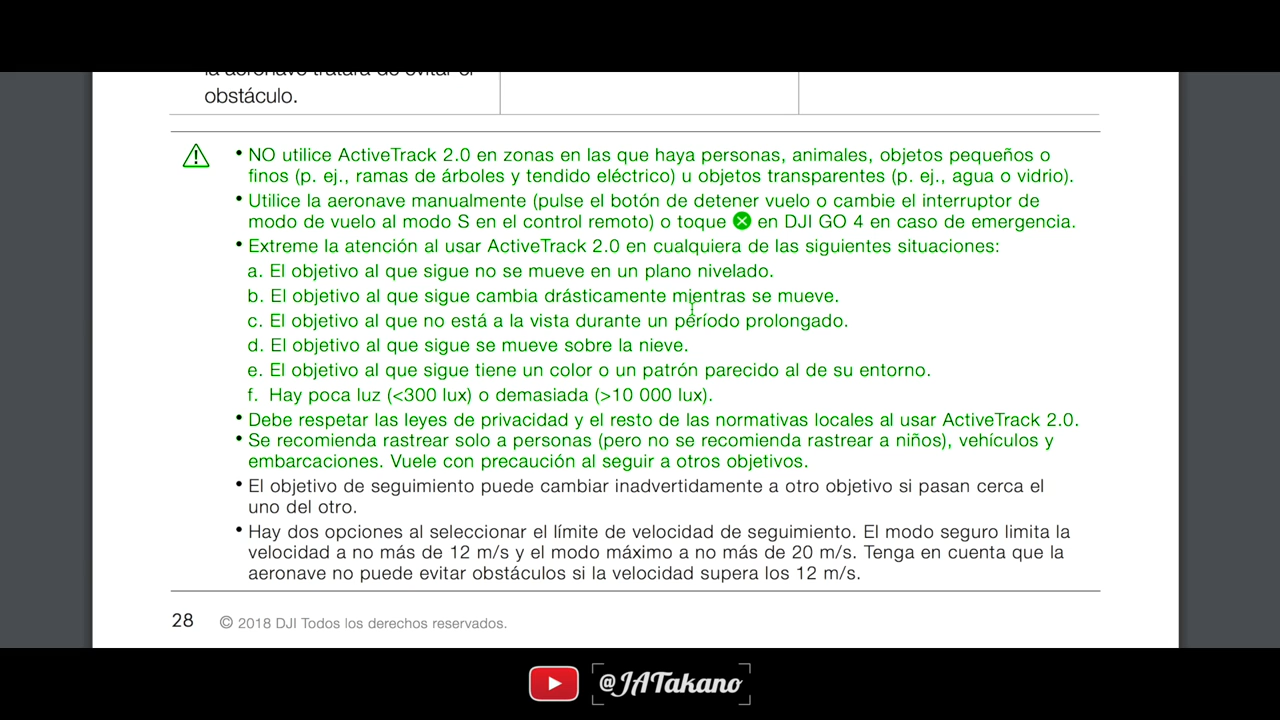 la aeronave tratará de evitar el
obstáculo.
• NO utilice ActiveTrack 2.0 en zonas en las que haya personas, animales, objetos pequeños o
finos (p. ej., ramas de árboles y tendido eléctrico) u objetos transparentes (p. ej., agua o vidrio).
• Utilice la aeronave manualmente (pulse el botón de detener vuelo o cambie el interruptor de
modo de vuelo al modo S en el control remoto) o toque en DJI GO 4 en caso de emergencia.
• Extreme la atención al usar ActiveTrack 2.0 en cualquiera de las siguientes situaciones:
a. El objetivo al que sigue no se mueve en un plano nivelado.
b. El objetivo al que sigue cambia drásticamente mientras se mueve.
c. El objetivo al que no está a la vista durante un período prolongado.
d. El objetivo al que sigue se mueve sobre la nieve.
e. El objetivo al que sigue tiene un color o un patrón parecido al de su entorno.
f. Hay poca luz (<300 lux) o demasiada (>10 000 lux).
• Debe respetar las leyes de privacidad y el resto de las normativas locales al usar ActiveTrack 2.0.
• Se recomienda rastrear solo a personas (pero no se recomienda rastrear a niños), vehículos y
embarcaciones. Vuele con precaución al seguir a otros objetivos.
• El objetivo de seguimiento puede cambiar inadvertidamente a otro objetivo si pasan cerca el
uno del otro.
• Hay dos opciones al seleccionar el límite de velocidad de seguimiento. El modo seguro limita la
velocidad a no más de 12 m/s y el modo máximo a no más de 20 m/s. Tenga en cuenta que la
aeronave no puede evitar obstáculos si la velocidad supera los 12 m/s.
28 © 2018 DJI Todos los derechos reservados.
@JATakano